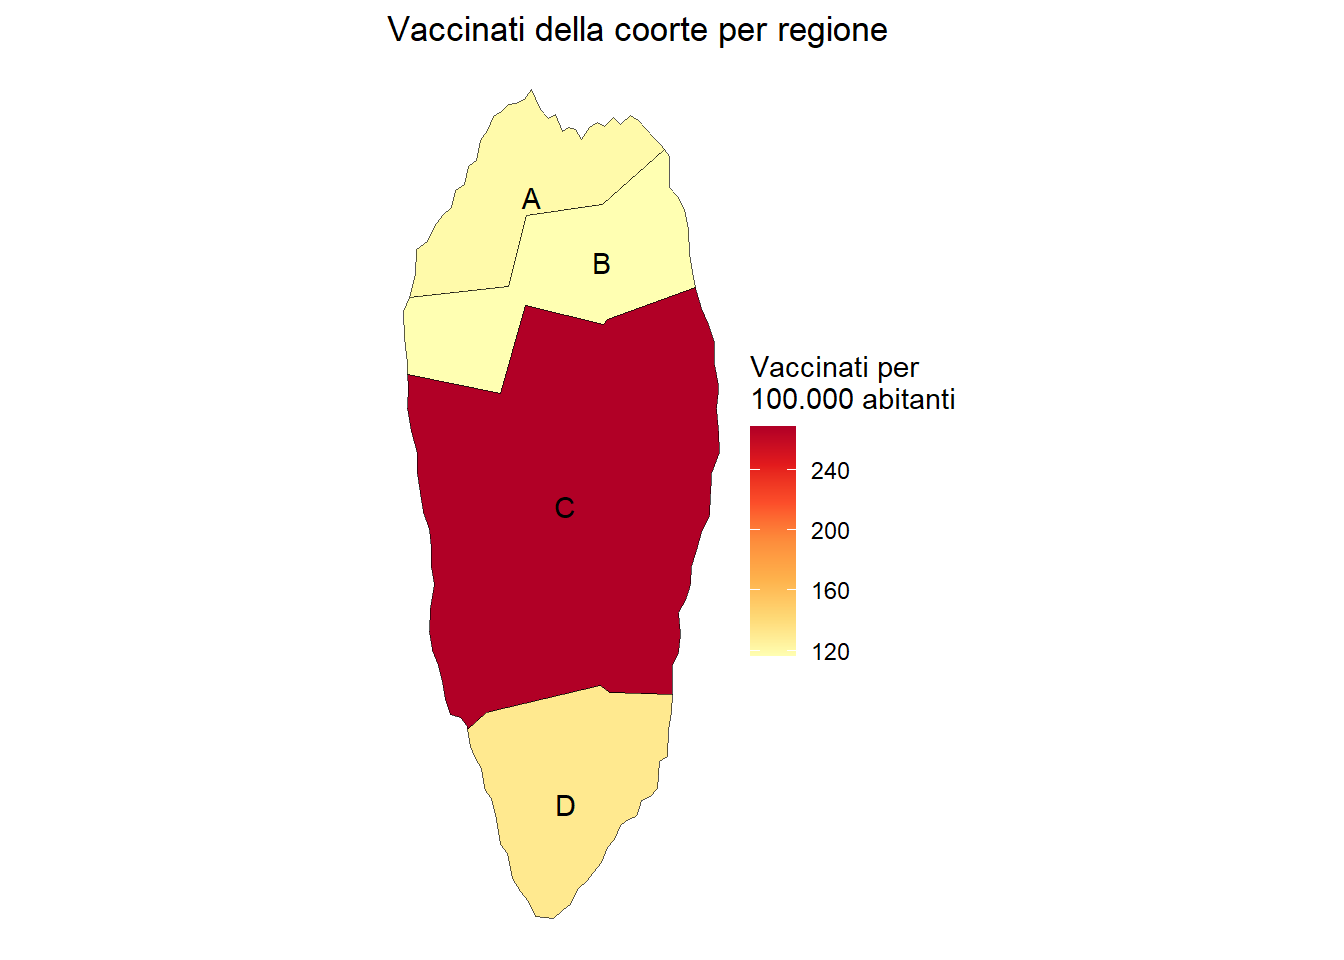 Vaccinati della coorte per regione
A
B
C
D
Vaccinati per
100.000 abitanti
240
200
160
120